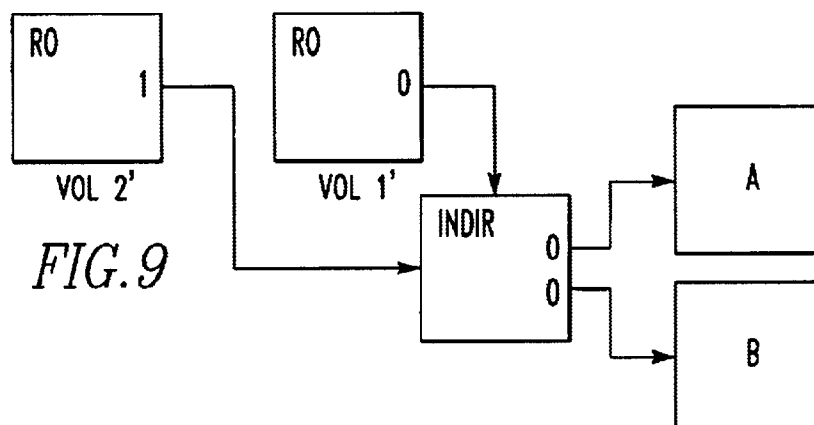 RO
1
VOL 2'
RO
0
VOL 1'
INDIR
0
0
A
B
FIG. 9